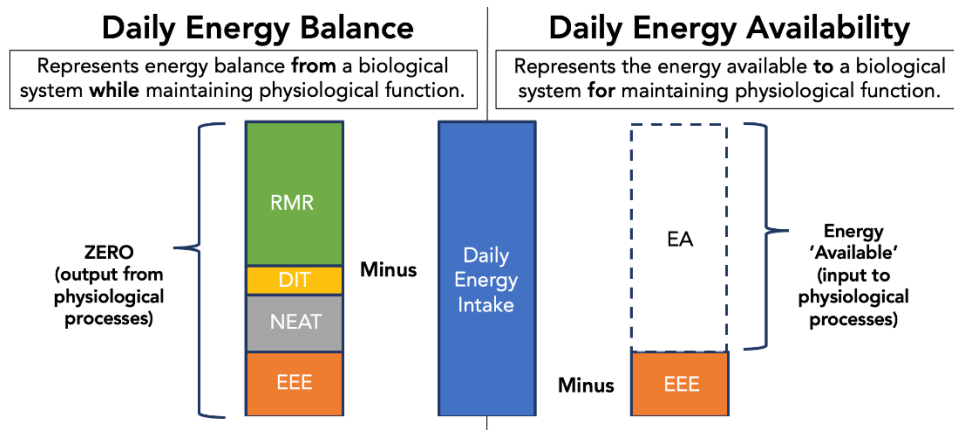 Daily Energy Balance
Represents energy balance from a biological
system while maintaining physiological function.
ZERO
(output from
physiological
processes)
RMR
DIT
NEAT
EEE
Minus
Daily
Energy
Intake
Daily Energy Availability
Represents the energy available to a biological
system for maintaining physiological function.
Minus
EA
EEE
Energy
‘Available’
(input to
physiological
processes)